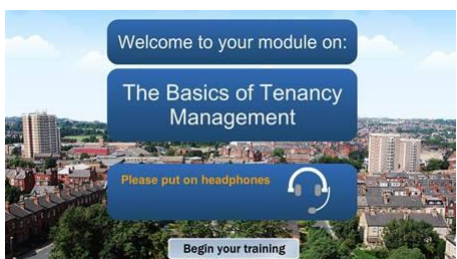 Welcome to your module on:
The Basics of Tenancy
Management
Please put on headphones
Begin your training